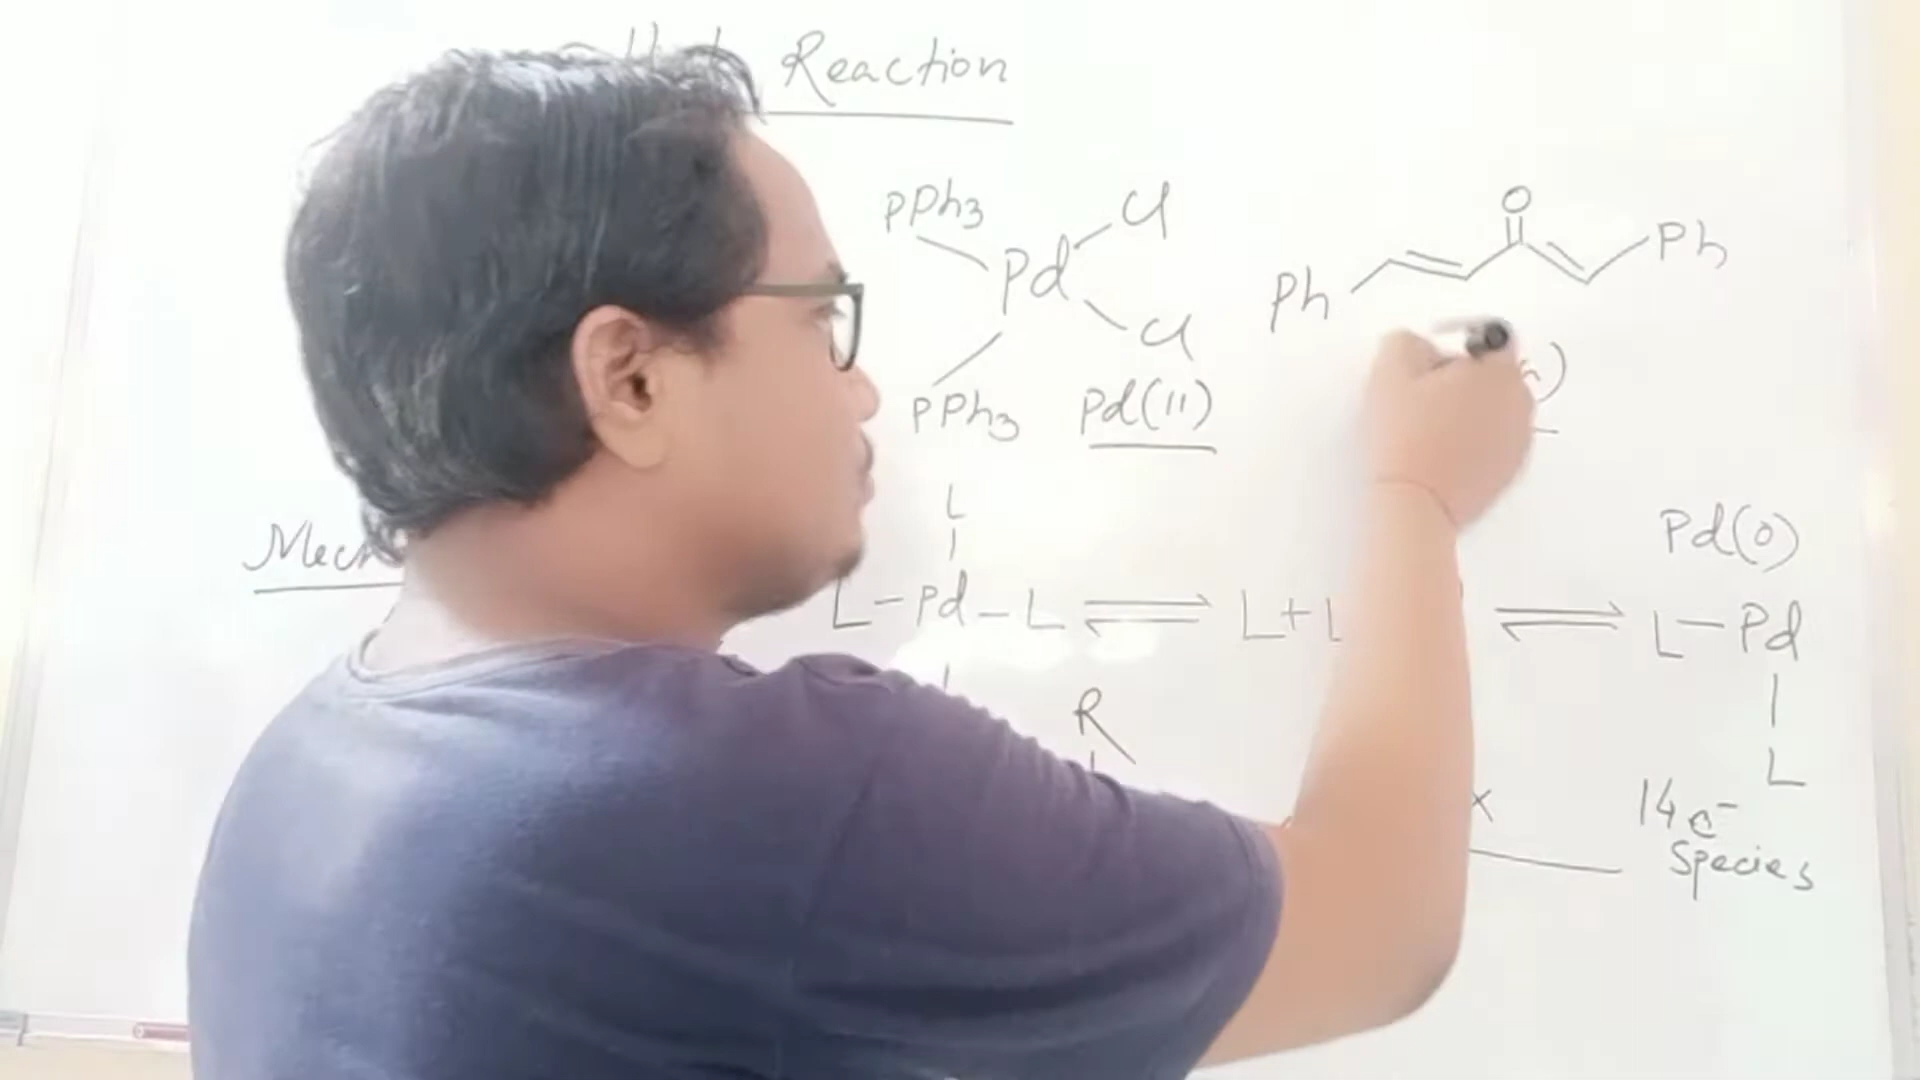 Reaction
PPh3 Cl
Pd
Cl
PPh3 Pd(II)
O
Ph Ph
L
L-Pd-L ⇌ L+L ⇌ L-Pd
Pd(0)
L
R
x
14e-
Species